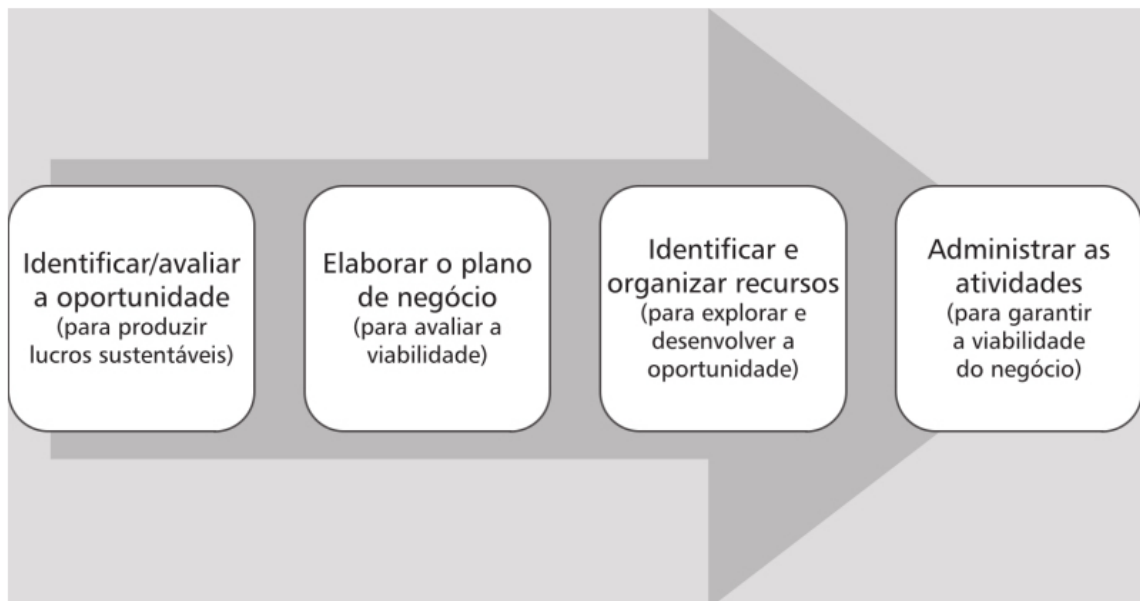 Identificar/avaliar
a oportunidade
(para produzir
lucros sustentáveis)
Elaborar o plano
de negócio
(para avaliar a
viabilidade)
Identificar e
organizar recursos
(para explorar e
desenvolver a
oportunidade)
Administrar as
atividades
(para garantir
a viabilidade
do negócio)